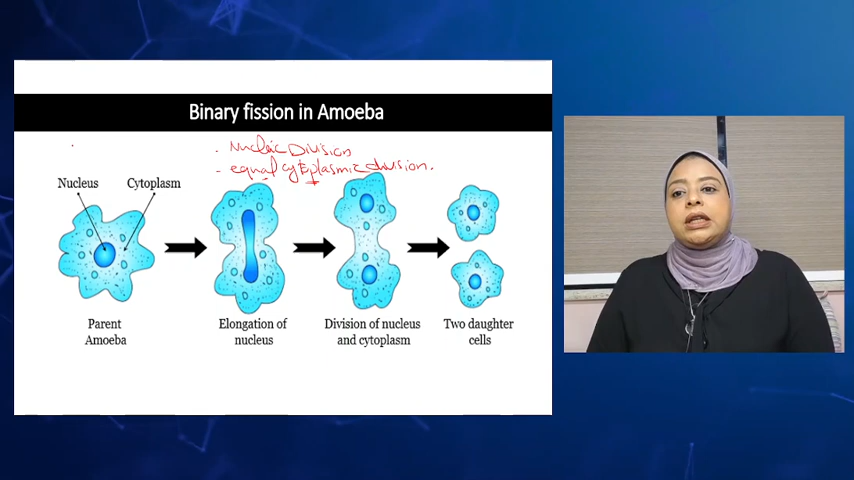 Binary fission in Amoeba
. Nucleic Division
- equal cytoplasmic division.
Nucleus
Cytoplasm
Parent
Amoeba
Elongation of
nucleus
Division of nucleus
and cytoplasm
Two daughter
cells